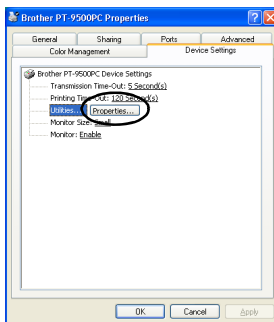 Brother PT-9500PC Properties
General Sharing Ports Advanced
Color Management Device Settings
Brother PT-9500PC Device Settings
Transmission Time-Out: 5 Second(s)
Printing Time-Out: 120 Second(s)
Utilities... Properties...
Monitor Size: Small
Monitor: Enable
OK Cancel Apply